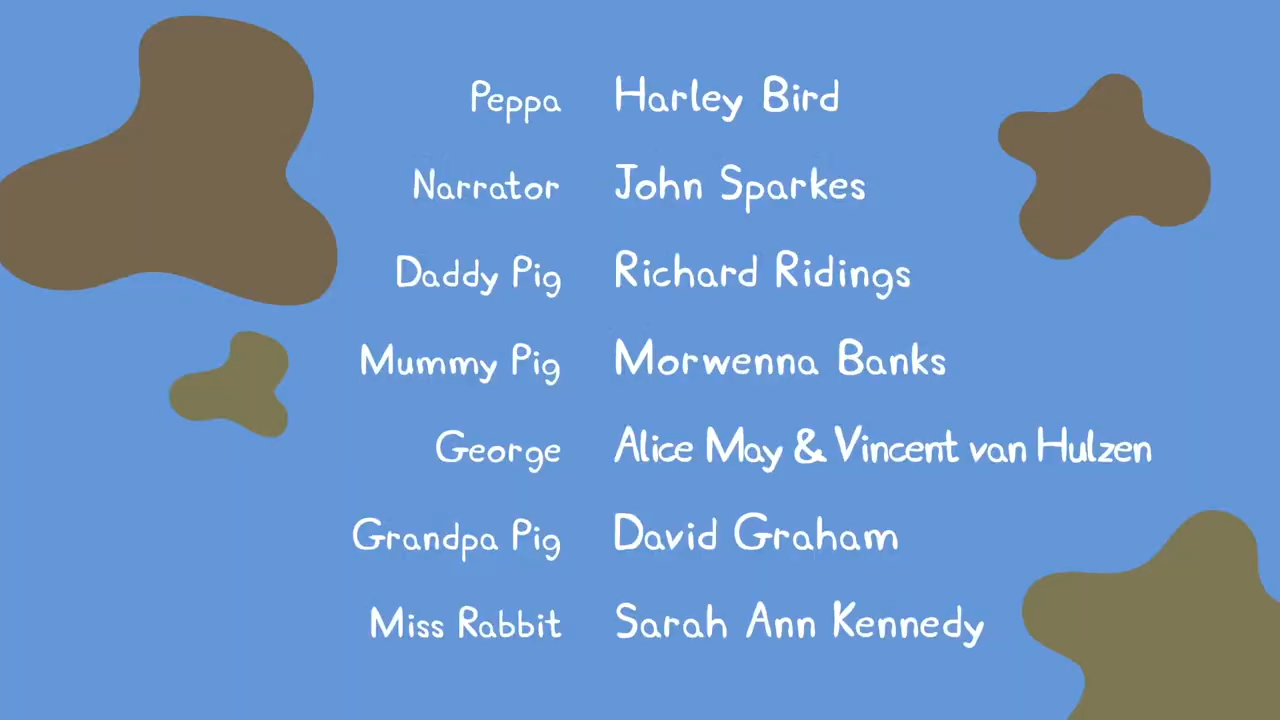 Peppa Harley Bird
Narrator John Sparkes
Daddy Pig Richard Ridings
Mummy Pig Morwenna Banks
George Alice May & Vincent van Hulzen
Grandpa Pig David Graham
Miss Rabbit Sarah Ann Kennedy